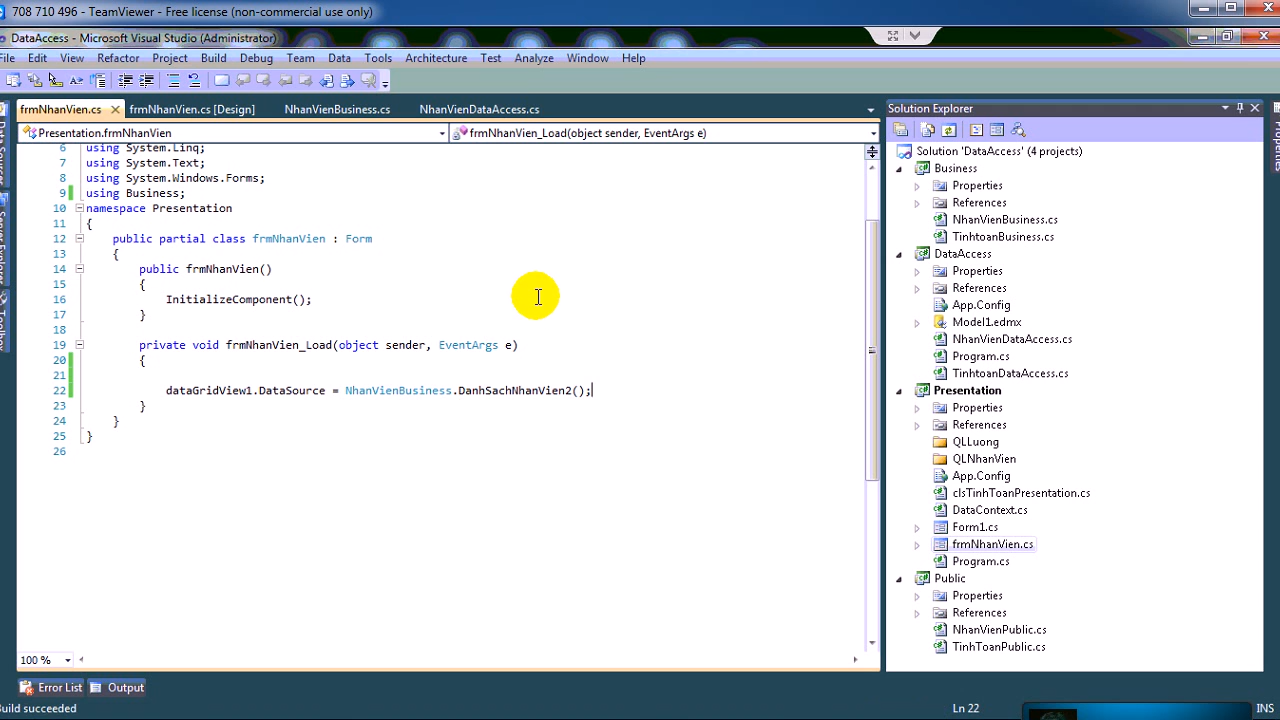 708 710 496 - TeamViewer - Free license (non-commercial use only)
DataAccess - Microsoft Visual Studio (Administrator)
File Edit View Refactor Project Build Debug Team Data Tools Architecture Test Analyze Window Help
frmNhanVien.cs frmNhanVien.cs [Design] NhanVienBusiness.cs NhanVienDataAccess.cs
Presentation.frmNhanVien frmNhanVien_Load(object sender, EventArgs e)
6 using System.Linq;
7 using System.Text;
8 using System.Windows.Forms;
9 using Business;
10 namespace Presentation
11 {
12 public partial class frmNhanVien : Form
13 {
14 public frmNhanVien()
15 {
16 InitializeComponent();
17 }
18
19 private void frmNhanVien_Load(object sender, EventArgs e)
20 {
21
22 dataGridView1.DataSource = NhanVienBusiness.DanhSachNhanVien2();
23 }
24 }
25 }
26
100 %
Error List Output
Build succeeded
Ln 22 INS
Data Sources
Server Explorer
Toolbox
Solution Explorer
Solution 'DataAccess' (4 projects)
Business
Properties
References
NhanVienBusiness.cs
TinhtoanBusiness.cs
DataAccess
Properties
References
App.Config
Model1.edmx
NhanVienDataAccess.cs
Program.cs
TinhtoanDataAccess.cs
Presentation
Properties
References
QLLuong
QLNhanVien
App.Config
clsTinhToanPresentation.cs
DataContext.cs
Form1.cs
frmNhanVien.cs
Program.cs
Public
Properties
References
NhanVienPublic.cs
TinhToanPublic.cs
Properties